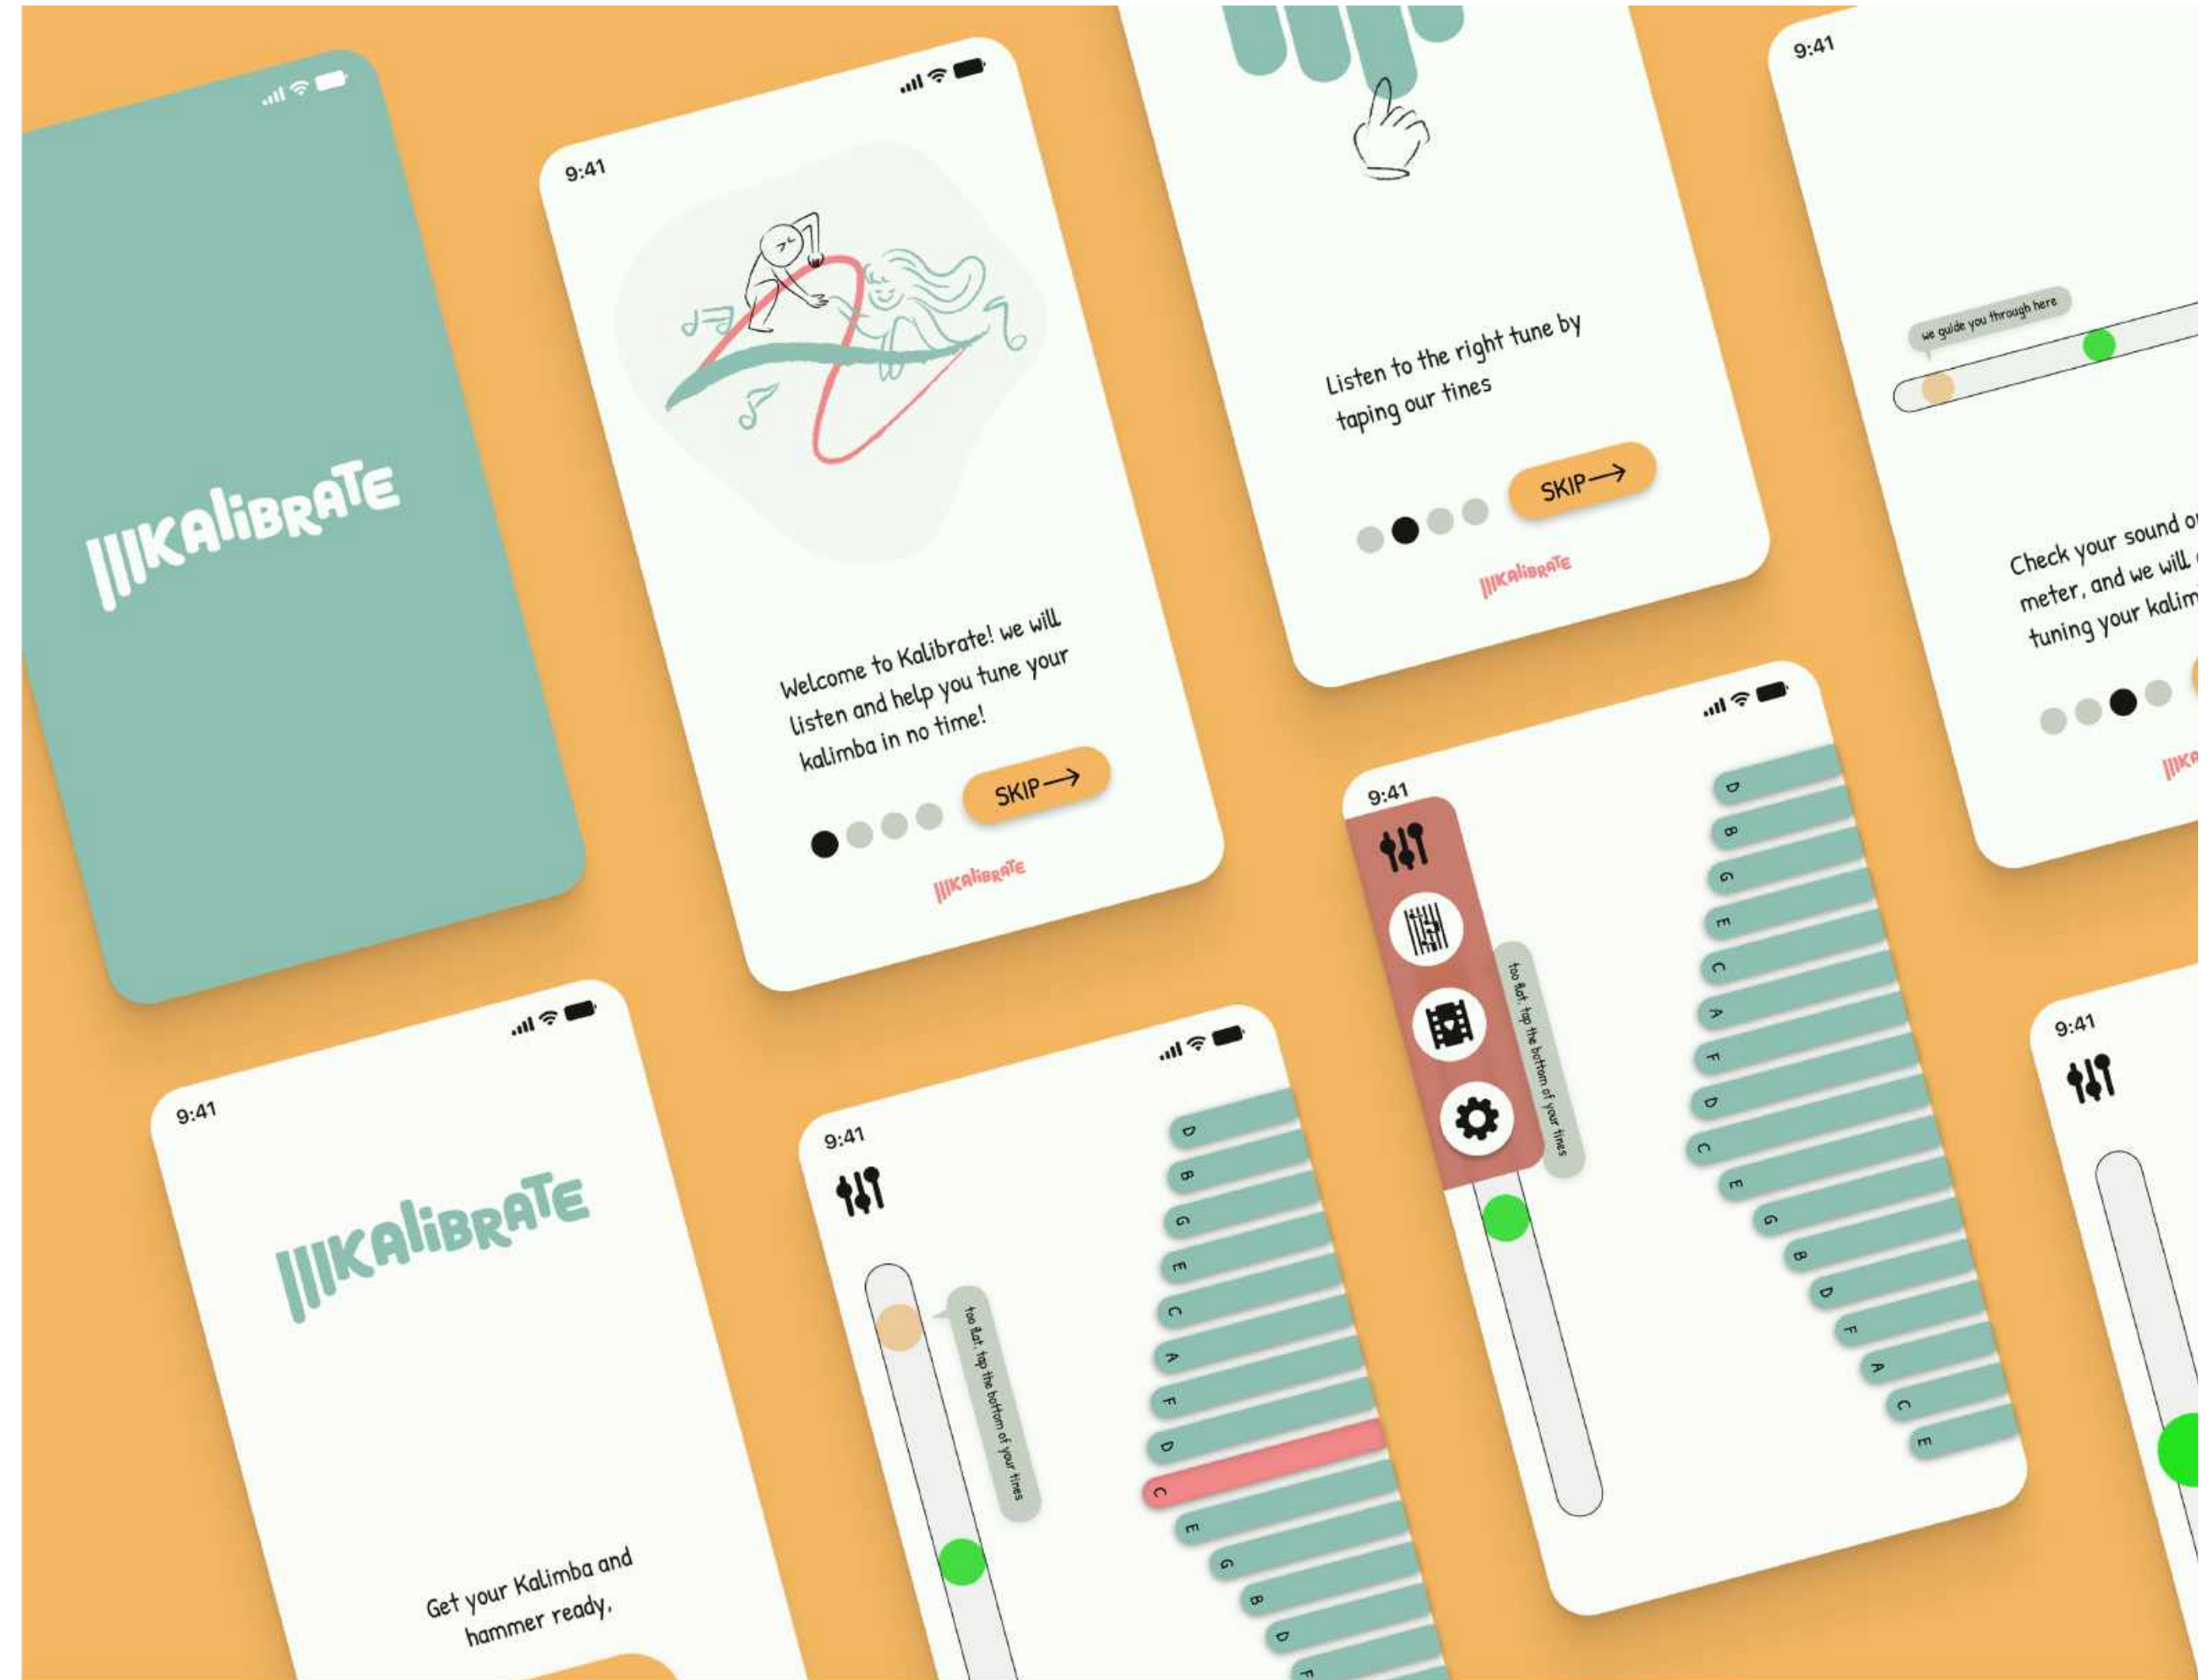 KALiBRATE
9:41
Welcome to Kalibrate! we will
listen and help you tune your
kalimba in no time!
SKIP
KALiBRATE
Listen to the right tune by
taping our tines
SKIP
KALiBRATE
9:41
we guide you through here
Check your sound
meter, and we will
tuning your
9:41
KALiBRATE
Get your Kalimba and
hammer ready,
9:41
too flat, tap the bottom of your tines
D
B
G
E
C
A
F
D
C
E
G
B
D
F
9:41
too flat, tap the bottom of your tines
D
B
G
E
C
A
F
D
C
E
G
B
D
F
A
C
E
9:41